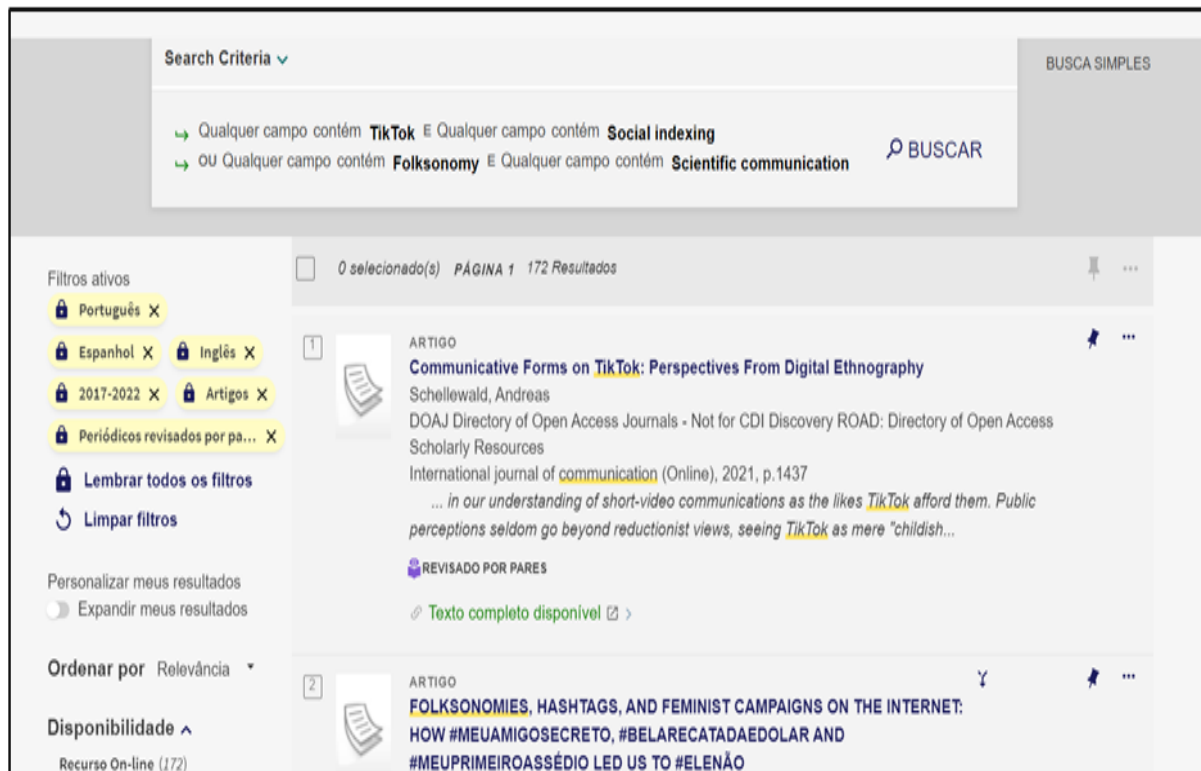 Search Criteria
BUSCA SIMPLES
Qualquer campo contém TikTok E Qualquer campo contém Social indexing
OU Qualquer campo contém Folksonomy E Qualquer campo contém Scientific communication
BUSCAR
Filtros ativos
Português X
Espanhol X Inglês X
2017-2022 X Artigos X
Periódicos revisados por pa... X
Lembrar todos os filtros
Limpar filtros
Personalizar meus resultados
Expandir meus resultados
Ordenar por Relevância
Disponibilidade
Recurso On-line (172)
0 selecionado(s) PÁGINA 1 172 Resultados
1
ARTIGO
Communicative Forms on TikTok: Perspectives From Digital Ethnography
Schellewald, Andreas
DOAJ Directory of Open Access Journals - Not for CDI Discovery ROAD: Directory of Open Access
Scholarly Resources
International journal of communication (Online), 2021, p.1437
... in our understanding of short-video communications as the likes TikTok afford them. Public
perceptions seldom go beyond reductionist views, seeing TikTok as mere "childish...
REVISADO POR PARES
Texto completo disponível
2
ARTIGO
FOLKSONOMIES, HASHTAGS, AND FEMINIST CAMPAIGNS ON THE INTERNET:
HOW #MEUAMIGOSECRETO, #BELARECATADAEDOLAR AND
#MEUPRIMEIROASSÉDIO LED US TO #ELENÃO